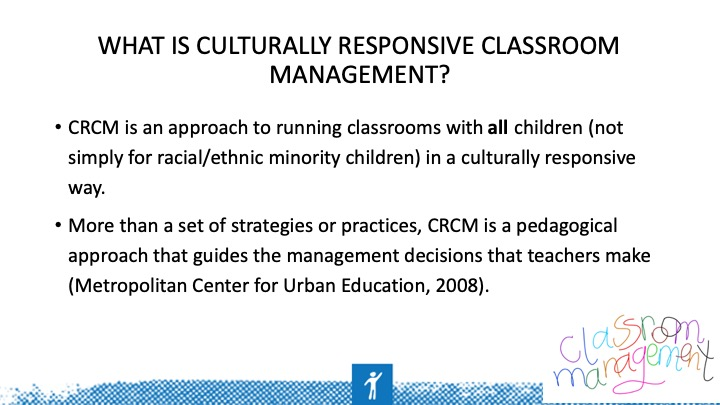 WHAT IS CULTURALLY RESPONSIVE CLASSROOM
MANAGEMENT?
• CRCM is an approach to running classrooms with all children (not
simply for racial/ethnic minority children) in a culturally responsive
way.
• More than a set of strategies or practices, CRCM is a pedagogical
approach that guides the management decisions that teachers make
(Metropolitan Center for Urban Education, 2008).
classroom
management